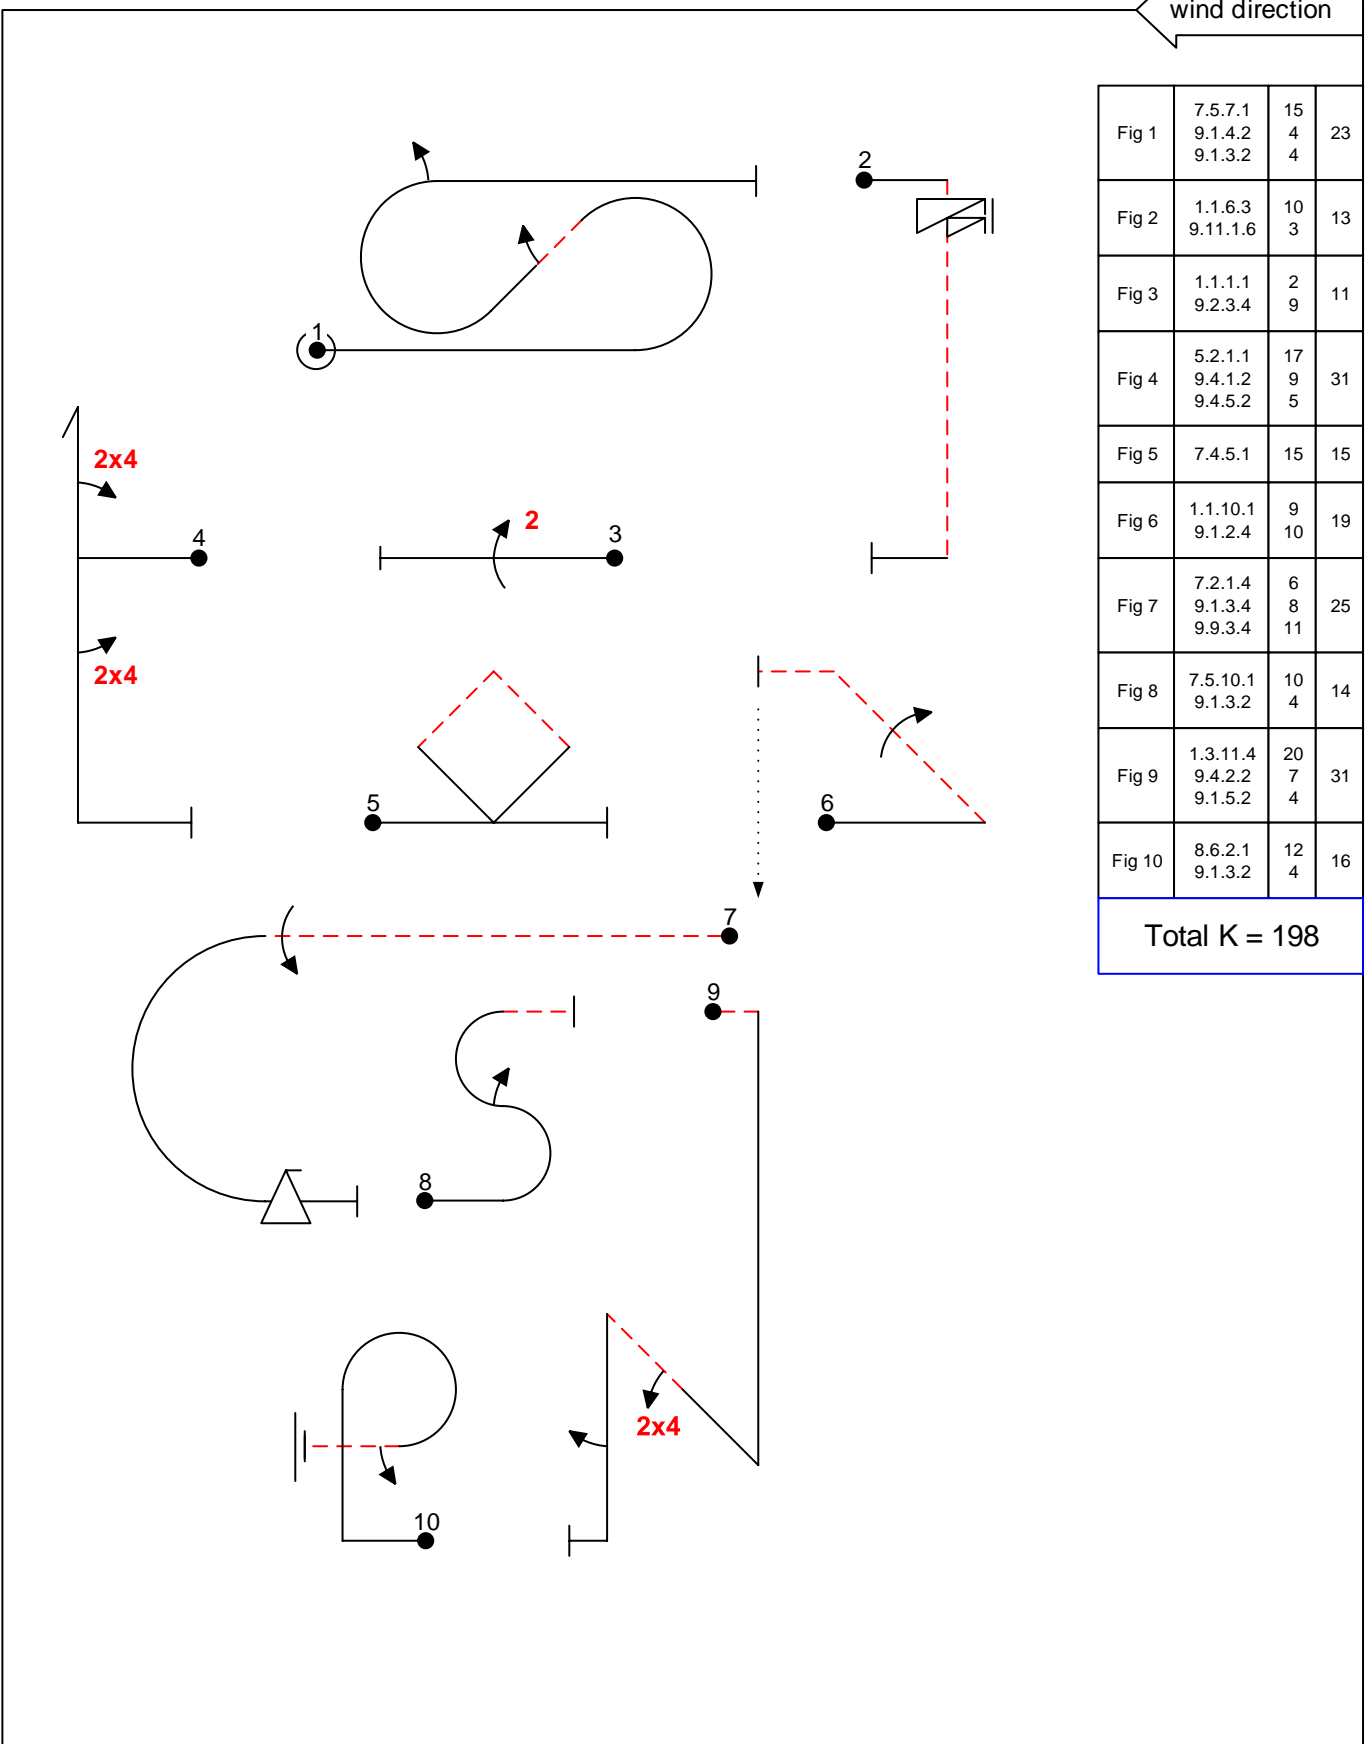 wind direction
Fig 1
7.5.7.1 15
9.1.4.2 4
9.1.3.2 4
23
Fig 2
1.1.6.3 10
9.11.1.6 3
13
Fig 3
1.1.1.1 2
9.2.3.4 9
11
Fig 4
5.2.1.1 17
9.4.1.2 9
9.4.5.2 5
31
Fig 5
7.4.5.1 15
15
Fig 6
1.1.10.1 9
9.1.2.4 10
19
Fig 7
7.2.1.4 6
9.1.3.4 8
9.9.3.4 11
25
Fig 8
7.5.10.1 10
9.1.3.2 4
14
Fig 9
1.3.11.4 20
9.4.2.2 7
9.1.5.2 4
31
Fig 10
8.6.2.1 12
9.1.3.2 4
16
Total K = 198
1
2
2x4
4
2
3
2x4
5
6
7
9
8
2x4
10